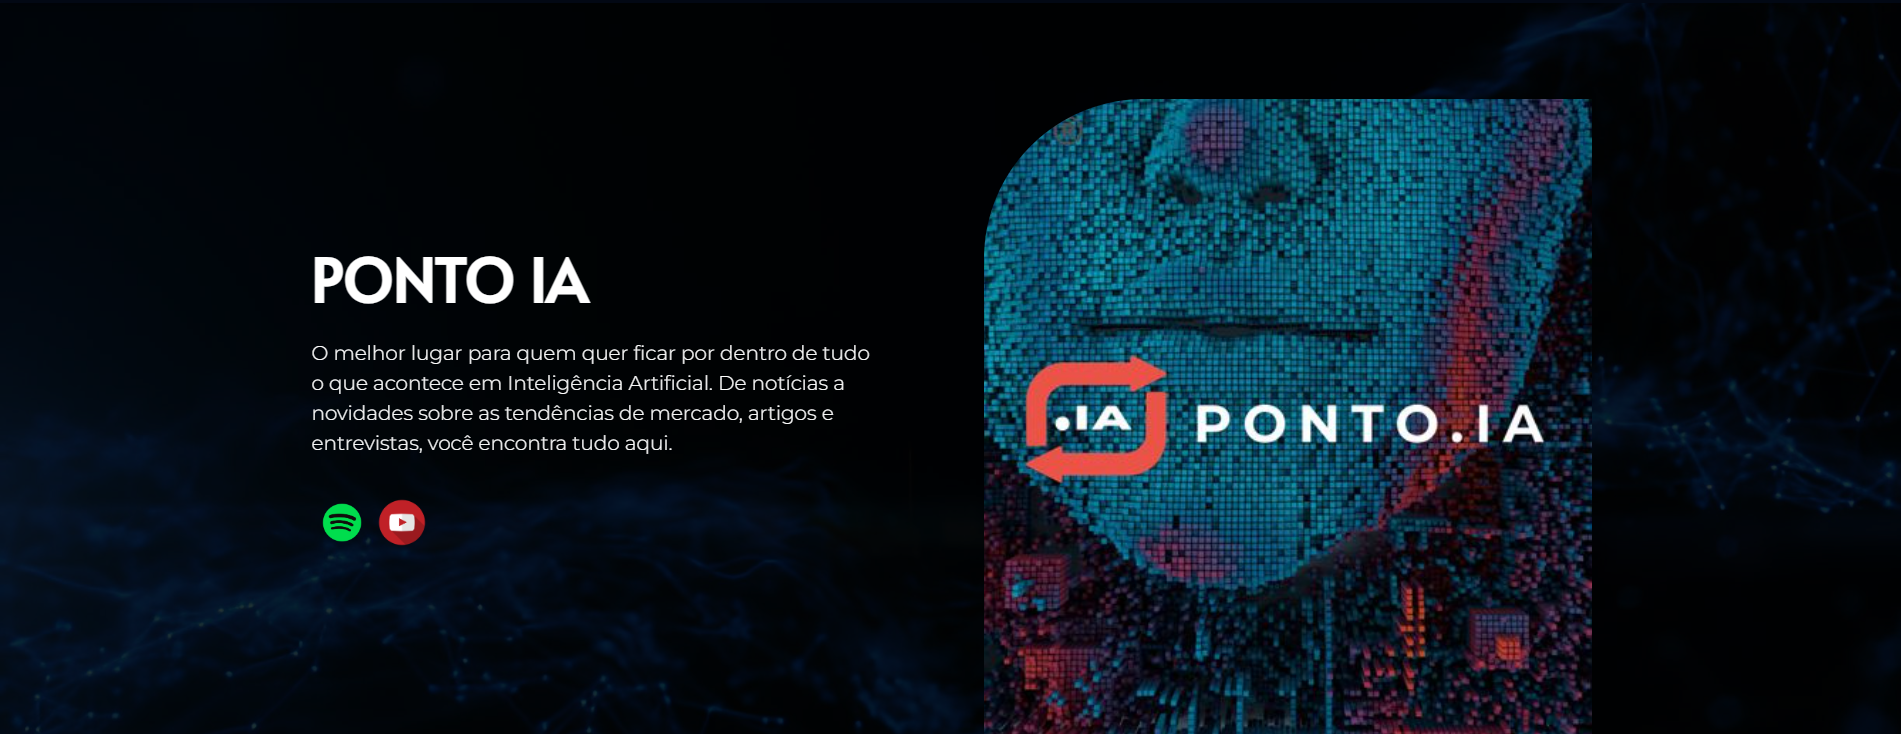 PONTO IA
O melhor lugar para quem quer ficar por dentro de tudo
o que acontece em Inteligência Artificial. De notícias a
novidades sobre as tendências de mercado, artigos e
entrevistas, você encontra tudo aqui.
.IA PONTO.IA